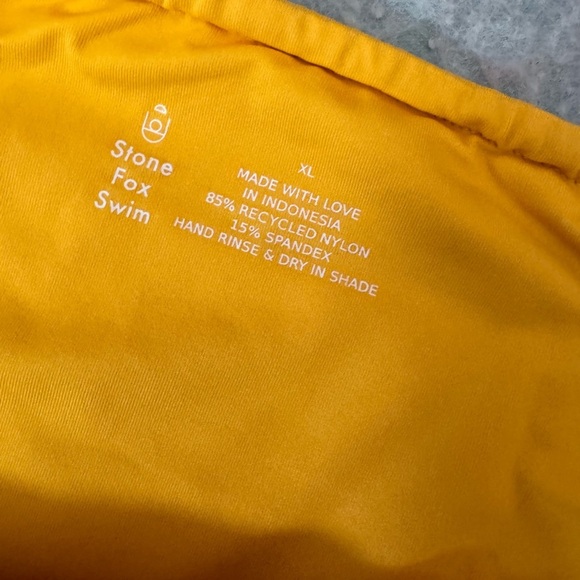 Stone
Fox
Swim
XL
MADE WITH LOVE
IN INDONESIA
85% RECYCLED NYLON
15% SPANDEX
HAND RINSE & DRY IN SHADE